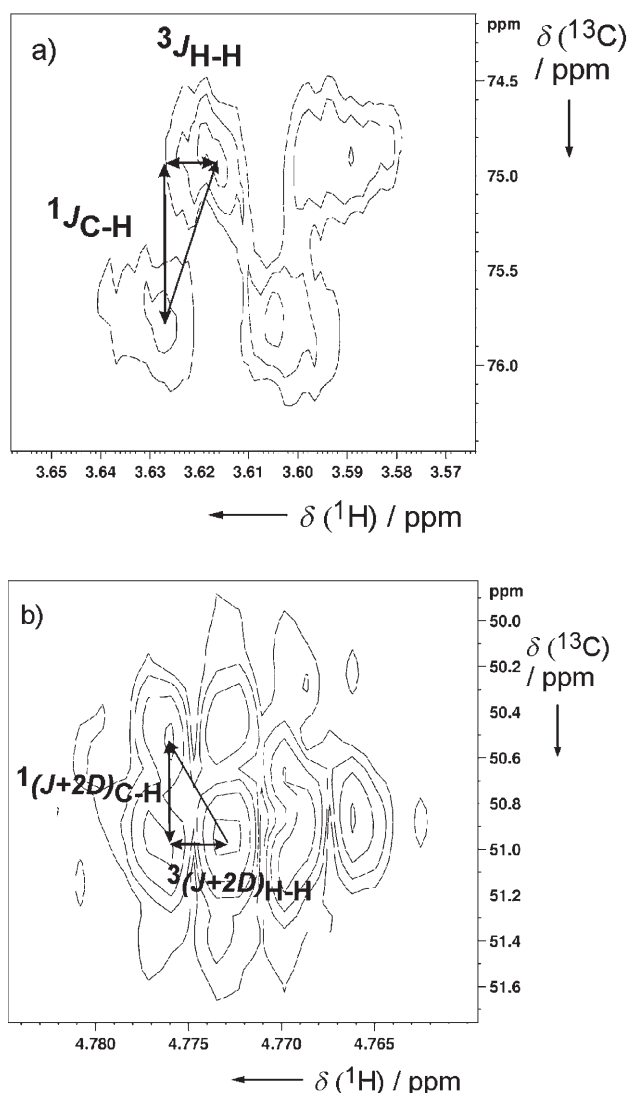 a)
³J_H-H
¹J_C-H
ppm
74.5
75.0
75.5
76.0
δ (¹³C)
/ ppm
3.65 3.64 3.63 3.62 3.61 3.60 3.59 3.58 3.57
δ (¹H) / ppm
b)
¹(J+2D)_C-H
³(J+2D)_H-H
ppm
50.0
50.2
50.4
50.6
50.8
51.0
51.2
51.4
51.6
δ (¹³C)
/ ppm
4.780 4.775 4.770 4.765
δ (¹H) / ppm